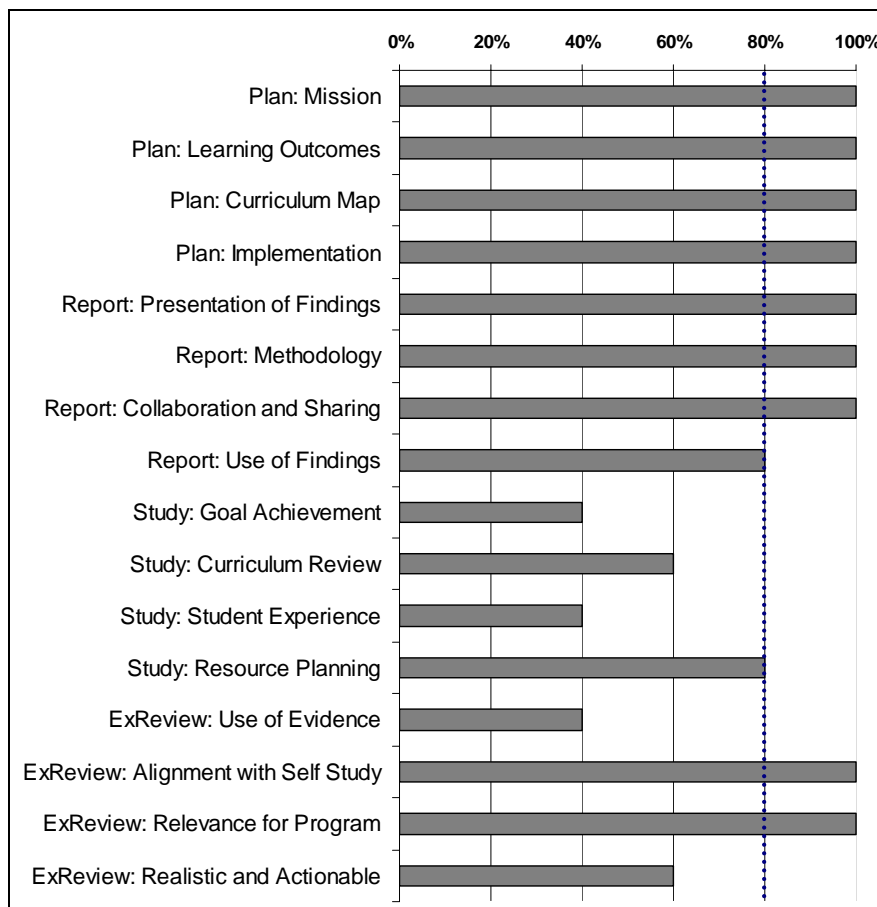 0% 20% 40% 60% 80% 100%
Plan: Mission
Plan: Learning Outcomes
Plan: Curriculum Map
Plan: Implementation
Report: Presentation of Findings
Report: Methodology
Report: Collaboration and Sharing
Report: Use of Findings
Study: Goal Achievement
Study: Curriculum Review
Study: Student Experience
Study: Resource Planning
ExReview: Use of Evidence
ExReview: Alignment with Self Study
ExReview: Relevance for Program
ExReview: Realistic and Actionable